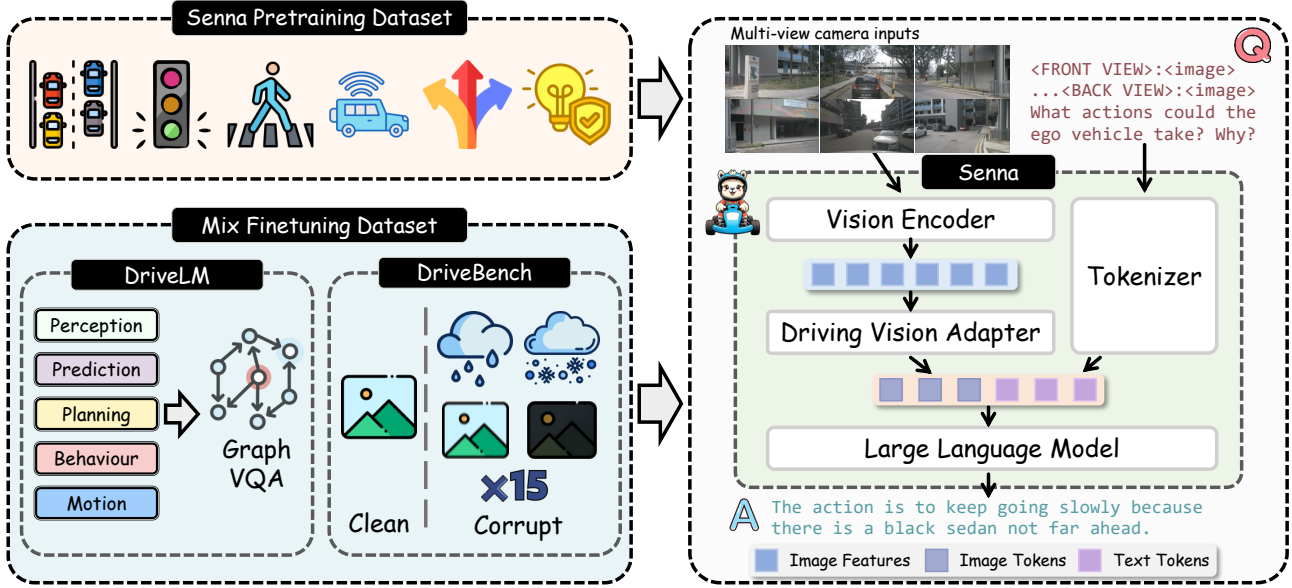 Senna Pretraining Dataset
Mix Finetuning Dataset
DriveLM
Perception
Prediction
Planning
Behaviour
Motion
Graph
VQA
DriveBench
Clean
×15
Corrupt
Multi-view camera inputs
Q
<FRONT VIEW>:<image>
...<BACK VIEW>:<image>
What actions could the
ego vehicle take? Why?
Senna
Vision Encoder
Tokenizer
Driving Vision Adapter
Large Language Model
A
The action is to keep going slowly because
there is a black sedan not far ahead.
Image Features
Image Tokens
Text Tokens